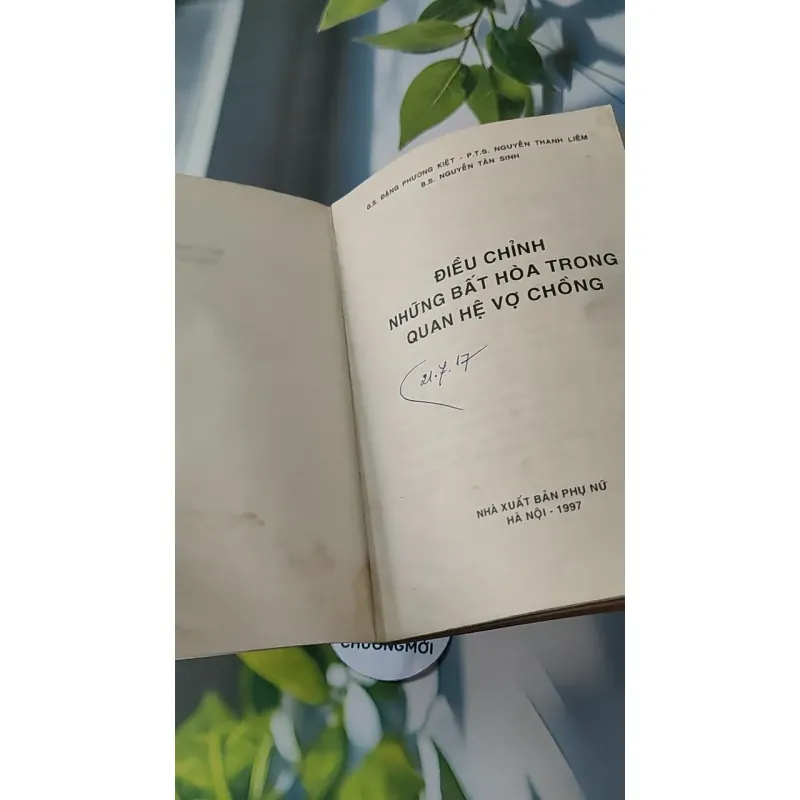 G.S. ĐẶNG PHƯƠNG KIỆT - P.T.S. NGUYỄN THANH LIÊM
B.S. NGUYỄN TẤN SINH
ĐIỀU CHỈNH
NHỮNG BẤT HÒA TRONG
QUAN HỆ VỢ CHỒNG
21.7.17
NHÀ XUẤT BẢN PHỤ NỮ
HÀ NỘI - 1997
CHƯƠNGMỚI